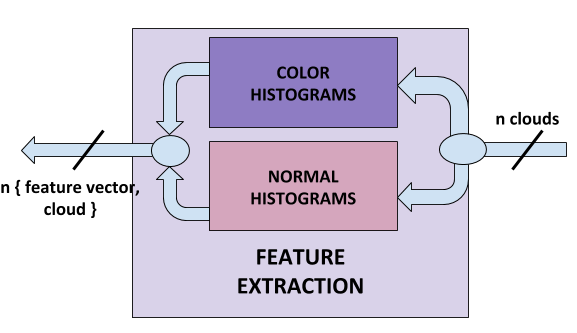 COLOR
HISTOGRAMS
n clouds
NORMAL
HISTOGRAMS
n { feature vector,
cloud }
FEATURE
EXTRACTION